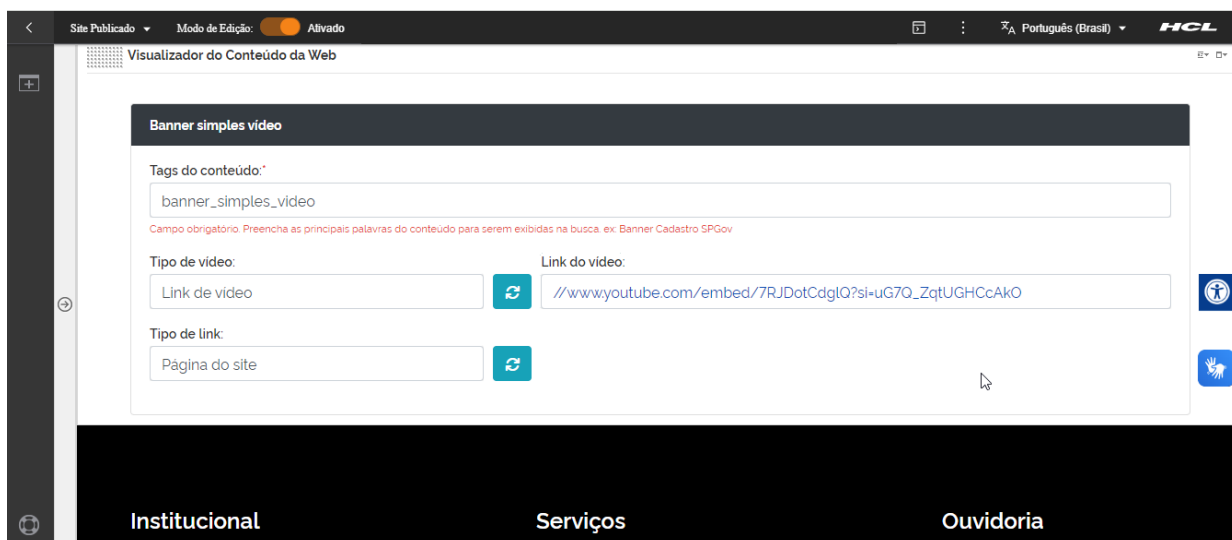 Site Publicado Modo de Edição: Ativado Português (Brasil) HCL
Visualizador do Conteúdo da Web
Banner simples vídeo
Tags do conteúdo:*
banner_simples_video
Campo obrigatório. Preencha as principais palavras do conteúdo para serem exibidas na busca. ex: Banner Cadastro SPGov
Tipo de vídeo: Link do vídeo:
Link de vídeo //www.youtube.com/embed/7RJDotCdglQ?si=uG7Q_ZqtUGHCcAkO
Tipo de link:
Página do site
Institucional Serviços Ouvidoria